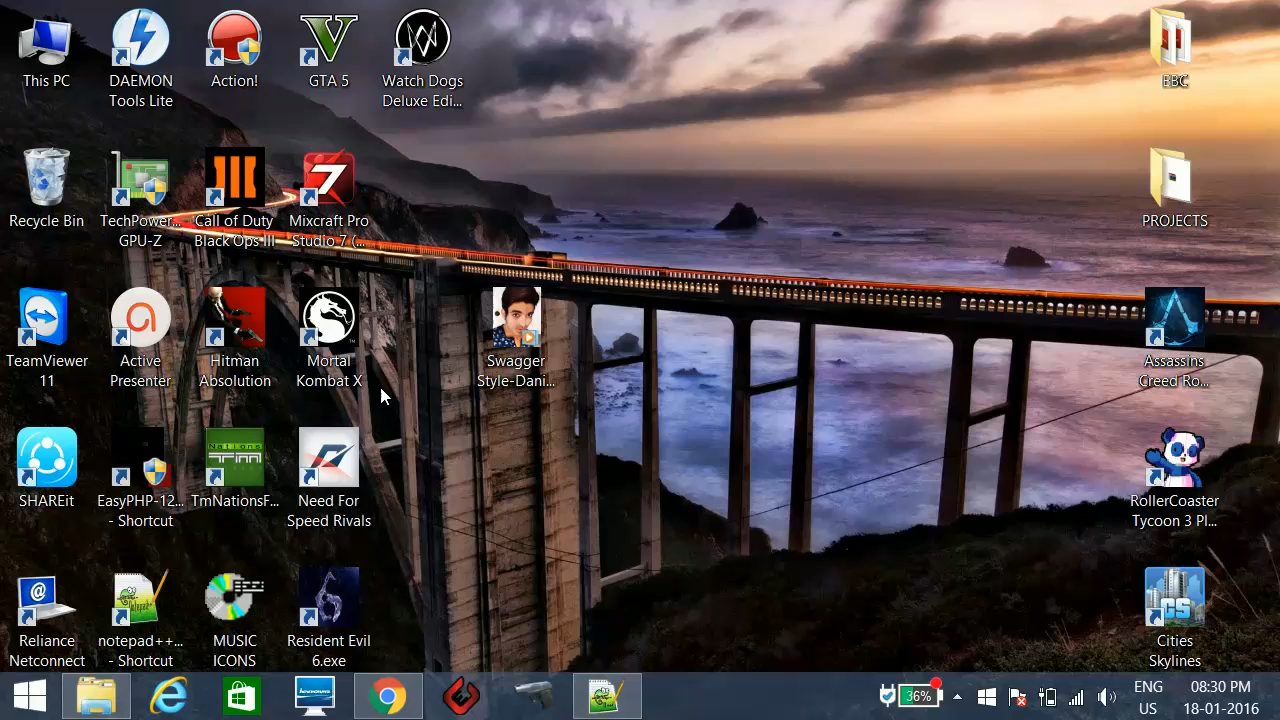 This PC
DAEMON
Tools Lite
Action!
GTA 5
Watch Dogs
Deluxe Edi...
BBC
Recycle Bin
TechPower...
GPU-Z
Call of Duty
Black Ops III
Mixcraft Pro
Studio 7 (...
PROJECTS
TeamViewer
11
Active
Presenter
Hitman
Absolution
Mortal
Kombat X
Swagger
Style-Dani...
Assassins
Creed Ro...
SHAREit
EasyPHP-12...
- Shortcut
Nations
TM
TmNationsF...
Need For
Speed Rivals
RollerCoaster
Tycoon 3 Pl...
Reliance
Netconnect
notepad++...
- Shortcut
MUSIC
ICONS
Resident Evil
6.exe
CS
Cities
Skylines
lenovo
36%
ENG
US
08:30 PM
18-01-2016